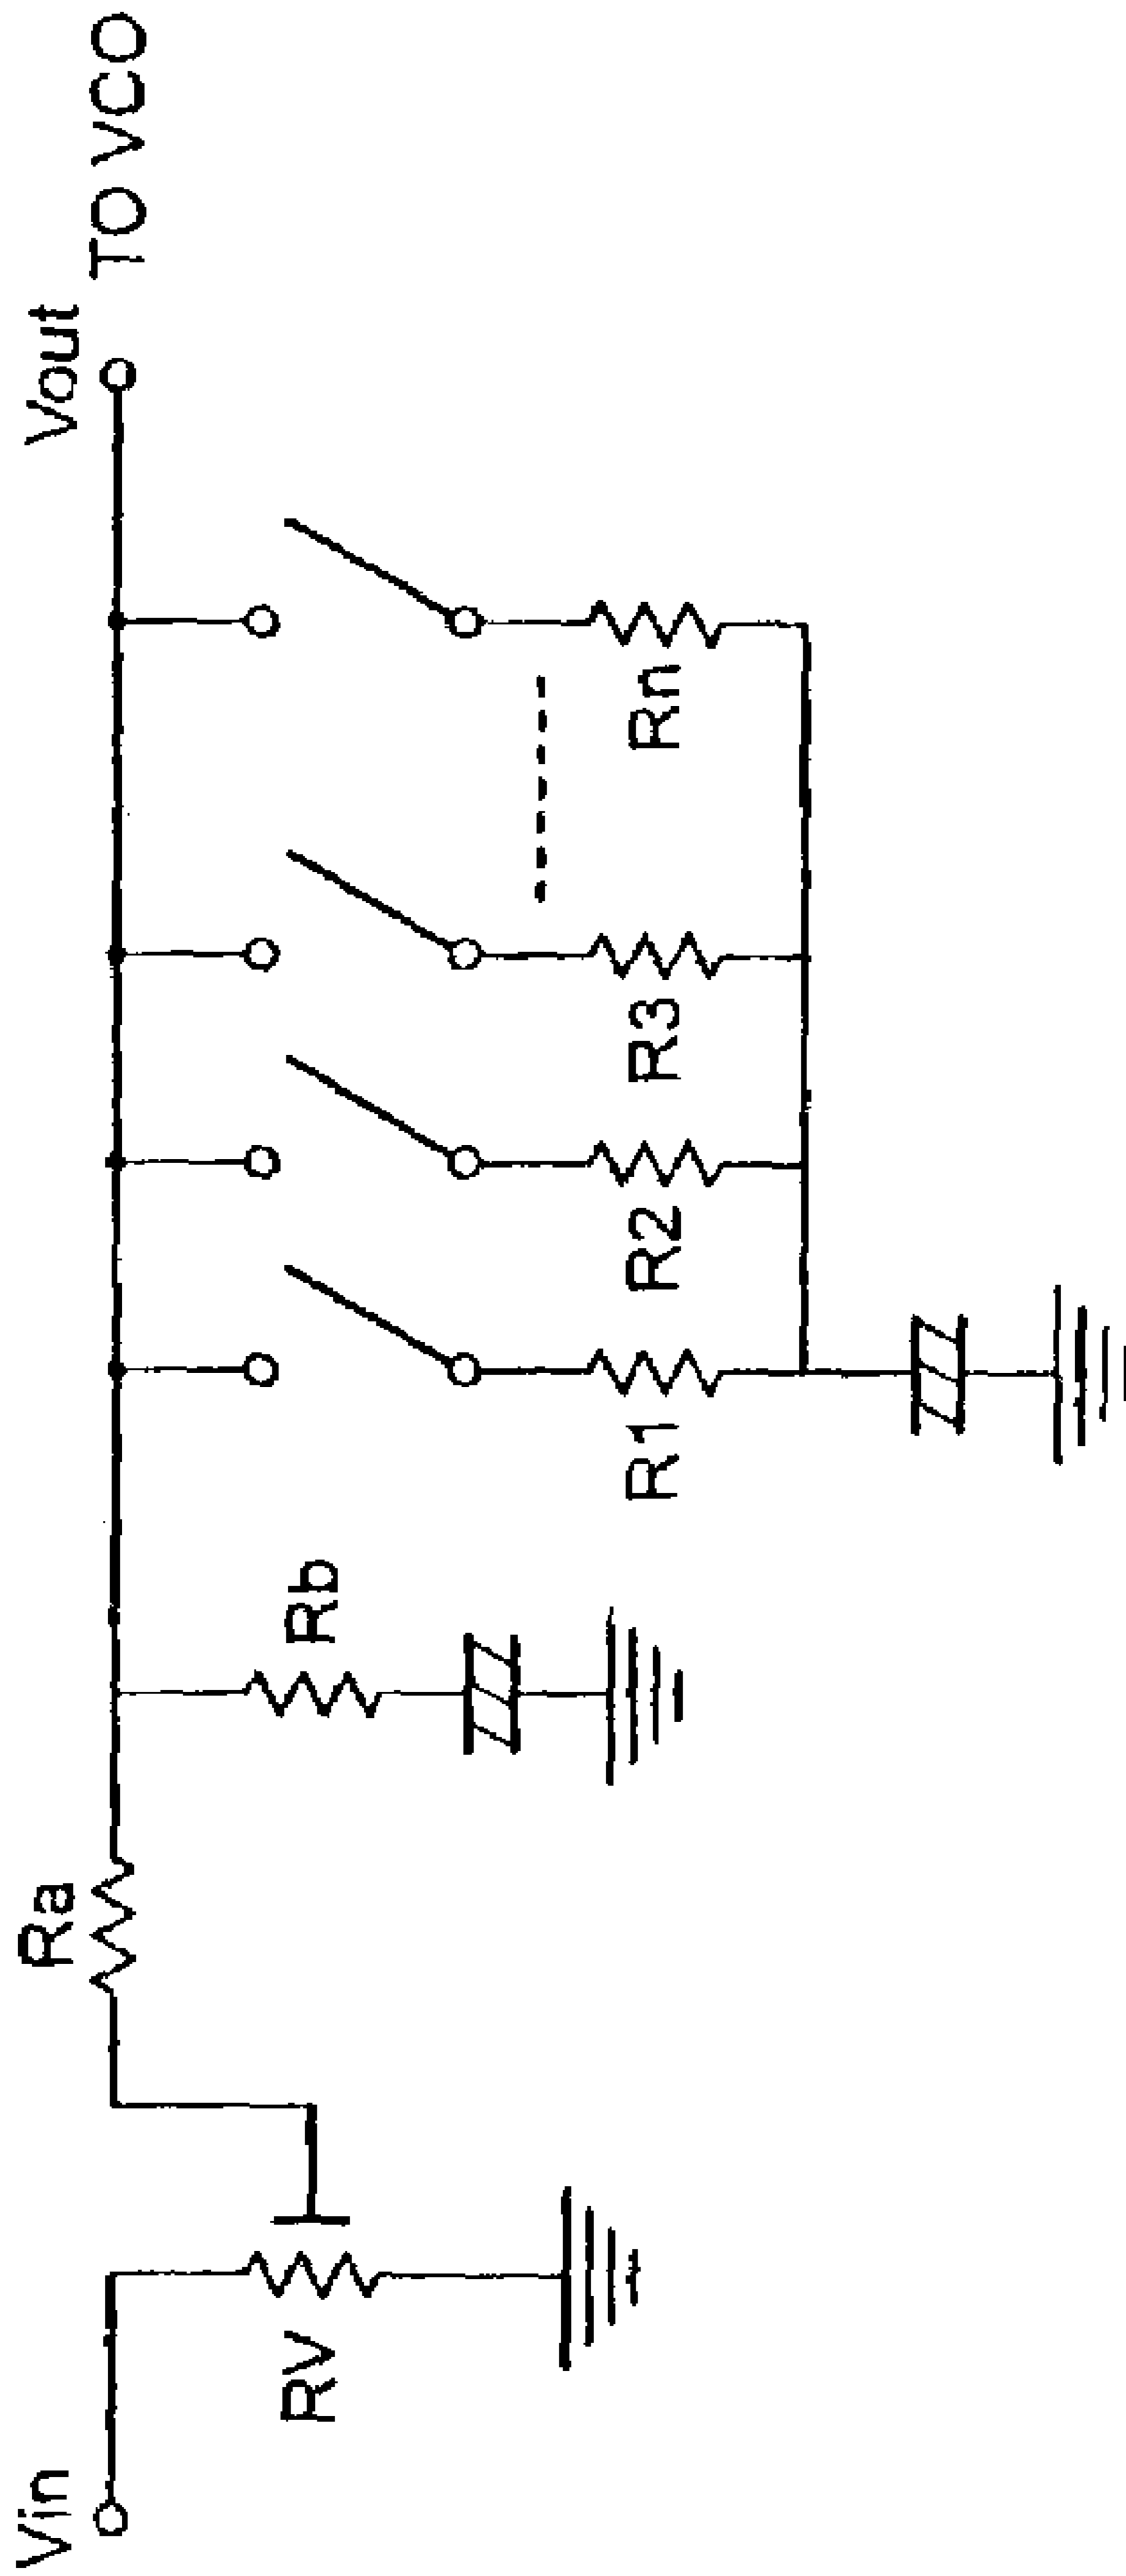 Vin
RV
Ra
Rb
R1
R2
R3
Rn
Vout
TO VCO